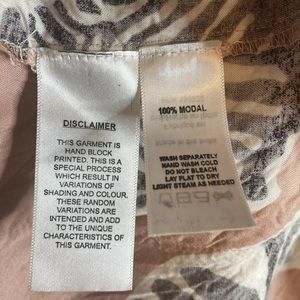 DISCLAIMER
THIS GARMENT IS
HAND BLOCK
PRINTED. THIS IS A
SPECIAL PROCESS
WHICH RESULT IN
VARIATIONS OF
SHADING AND COLOUR.
THESE RANDOM
VARIATIONS ARE
INTENDED AND ADD
TO THE UNIQUE
CHARACTERISTICS OF
THIS GARMENT.
100% MODAL
WASH SEPARATELY
HAND WASH COLD
DO NOT BLEACH
LAY FLAT TO DRY
LIGHT STEAM AS NEEDED